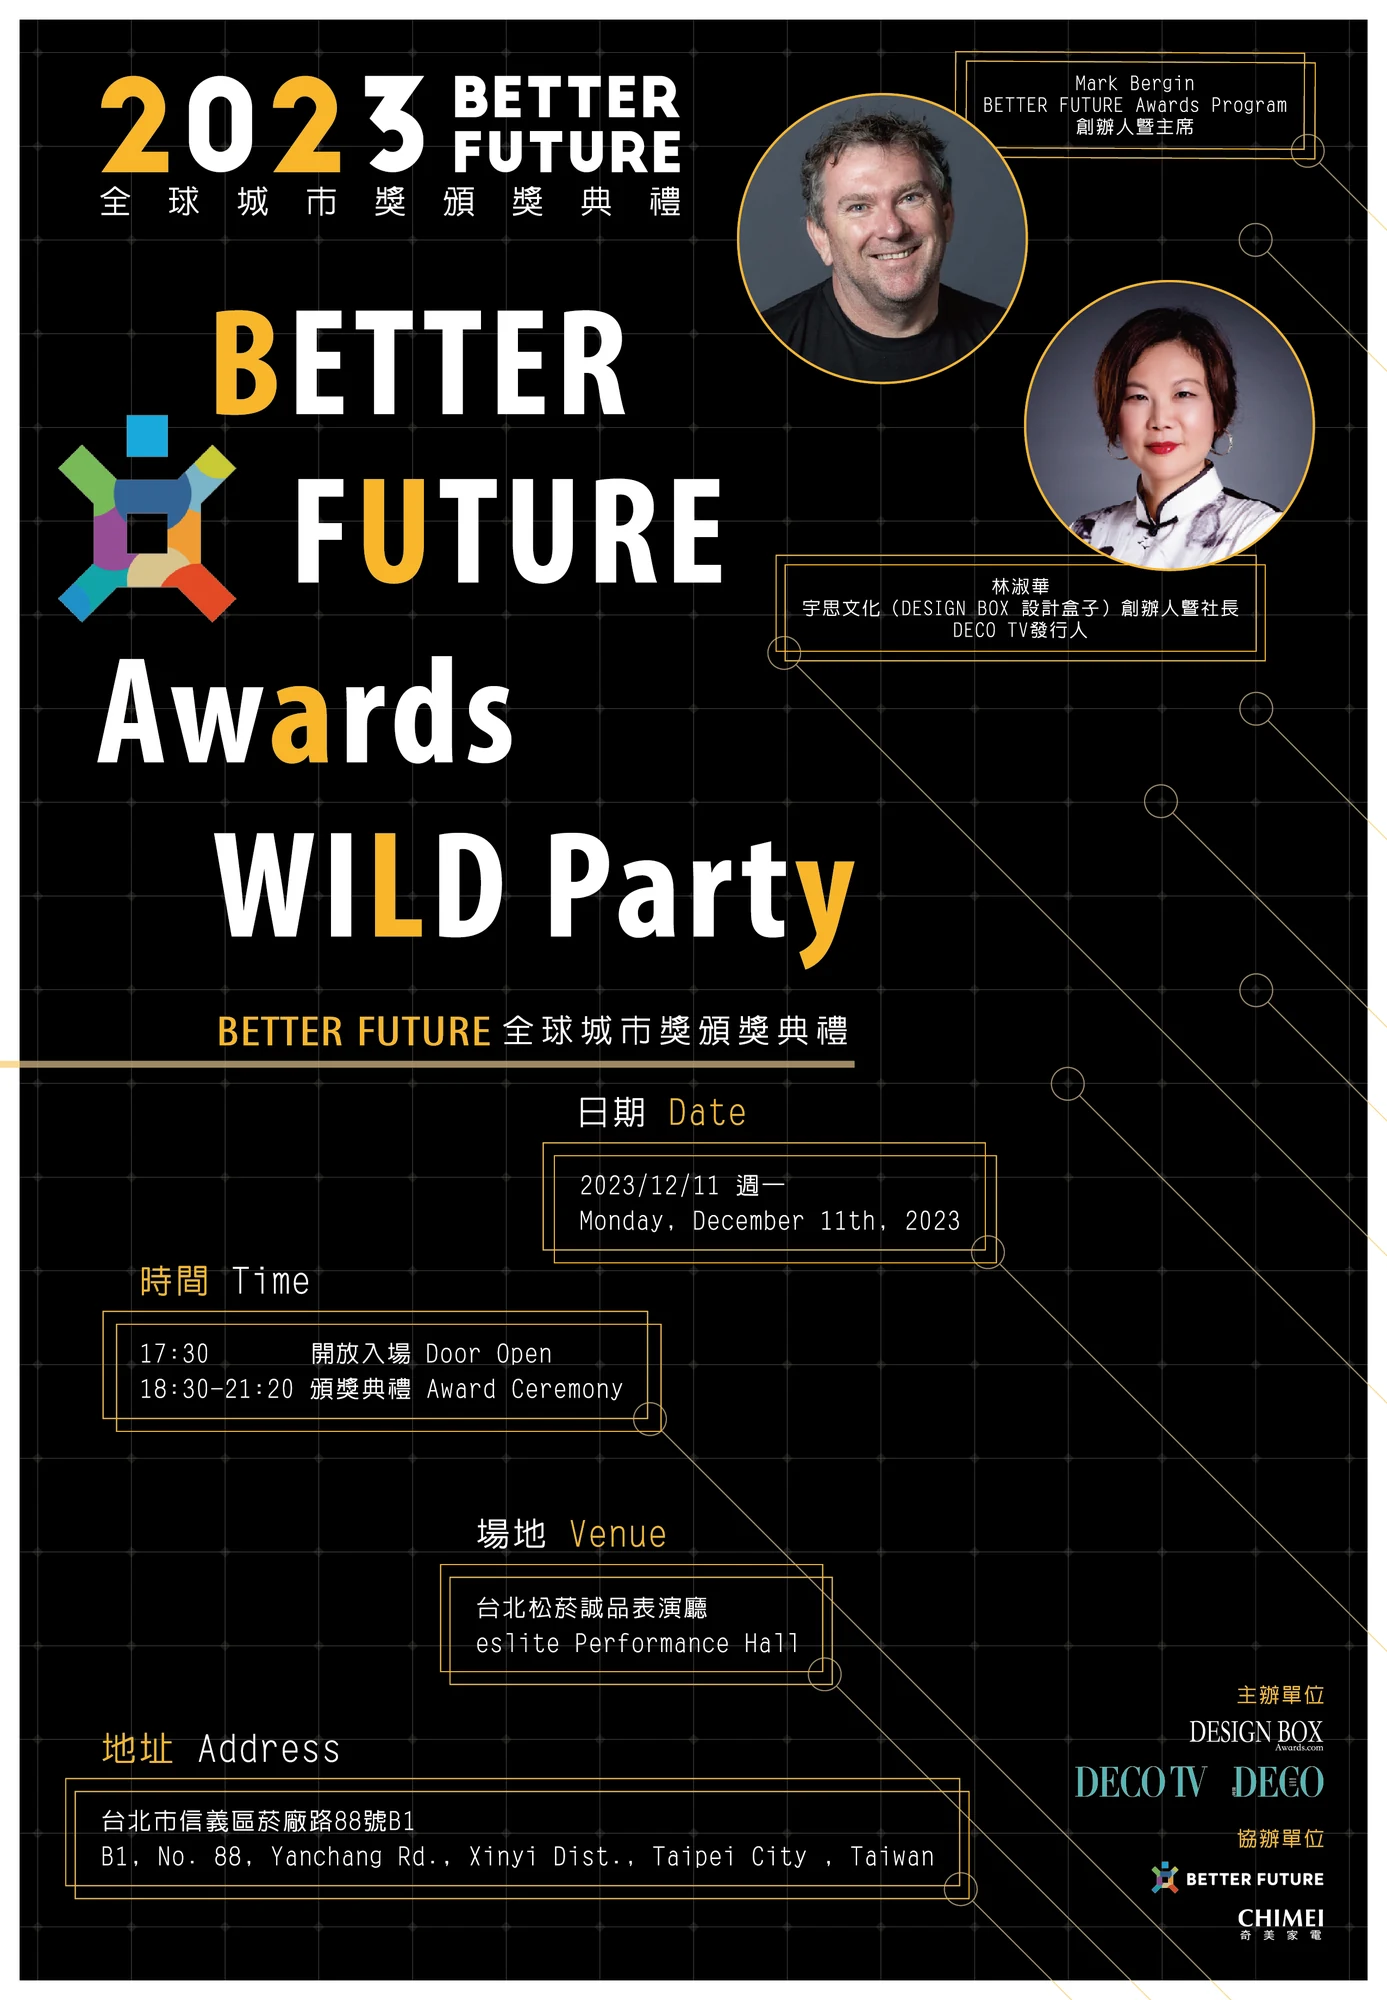 2023 BETTER
FUTURE
全球城市獎頒獎典禮
Mark Bergin
BETTER FUTURE Awards Program
創辦人暨主席
BETTER
FUTURE
Awards
WILD Party
林淑華
宇思文化（DESIGN BOX 設計盒子）創辦人暨社長
DECO TV發行人
BETTER FUTURE 全球城市獎頒獎典禮
日期 Date
2023/12/11 週一
Monday, December 11th, 2023
時間 Time
17:30 開放入場 Door Open
18:30-21:20 頒獎典禮 Award Ceremony
場地 Venue
台北松菸誠品表演廳
eslite Performance Hall
地址 Address
台北市信義區菸廠路88號B1
B1, No. 88, Yanchang Rd., Xinyi Dist., Taipei City , Taiwan
主辦單位
DESIGN BOX
Awards.com
DECO TV DECO
協辦單位
BETTER FUTURE
CHIMEI
奇美家電